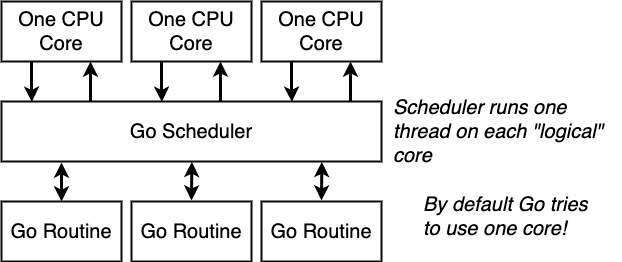 One CPU
Core
One CPU
Core
One CPU
Core
Go Scheduler
Scheduler runs one
thread on each "logical"
core
Go Routine
Go Routine
Go Routine
By default Go tries
to use one core!